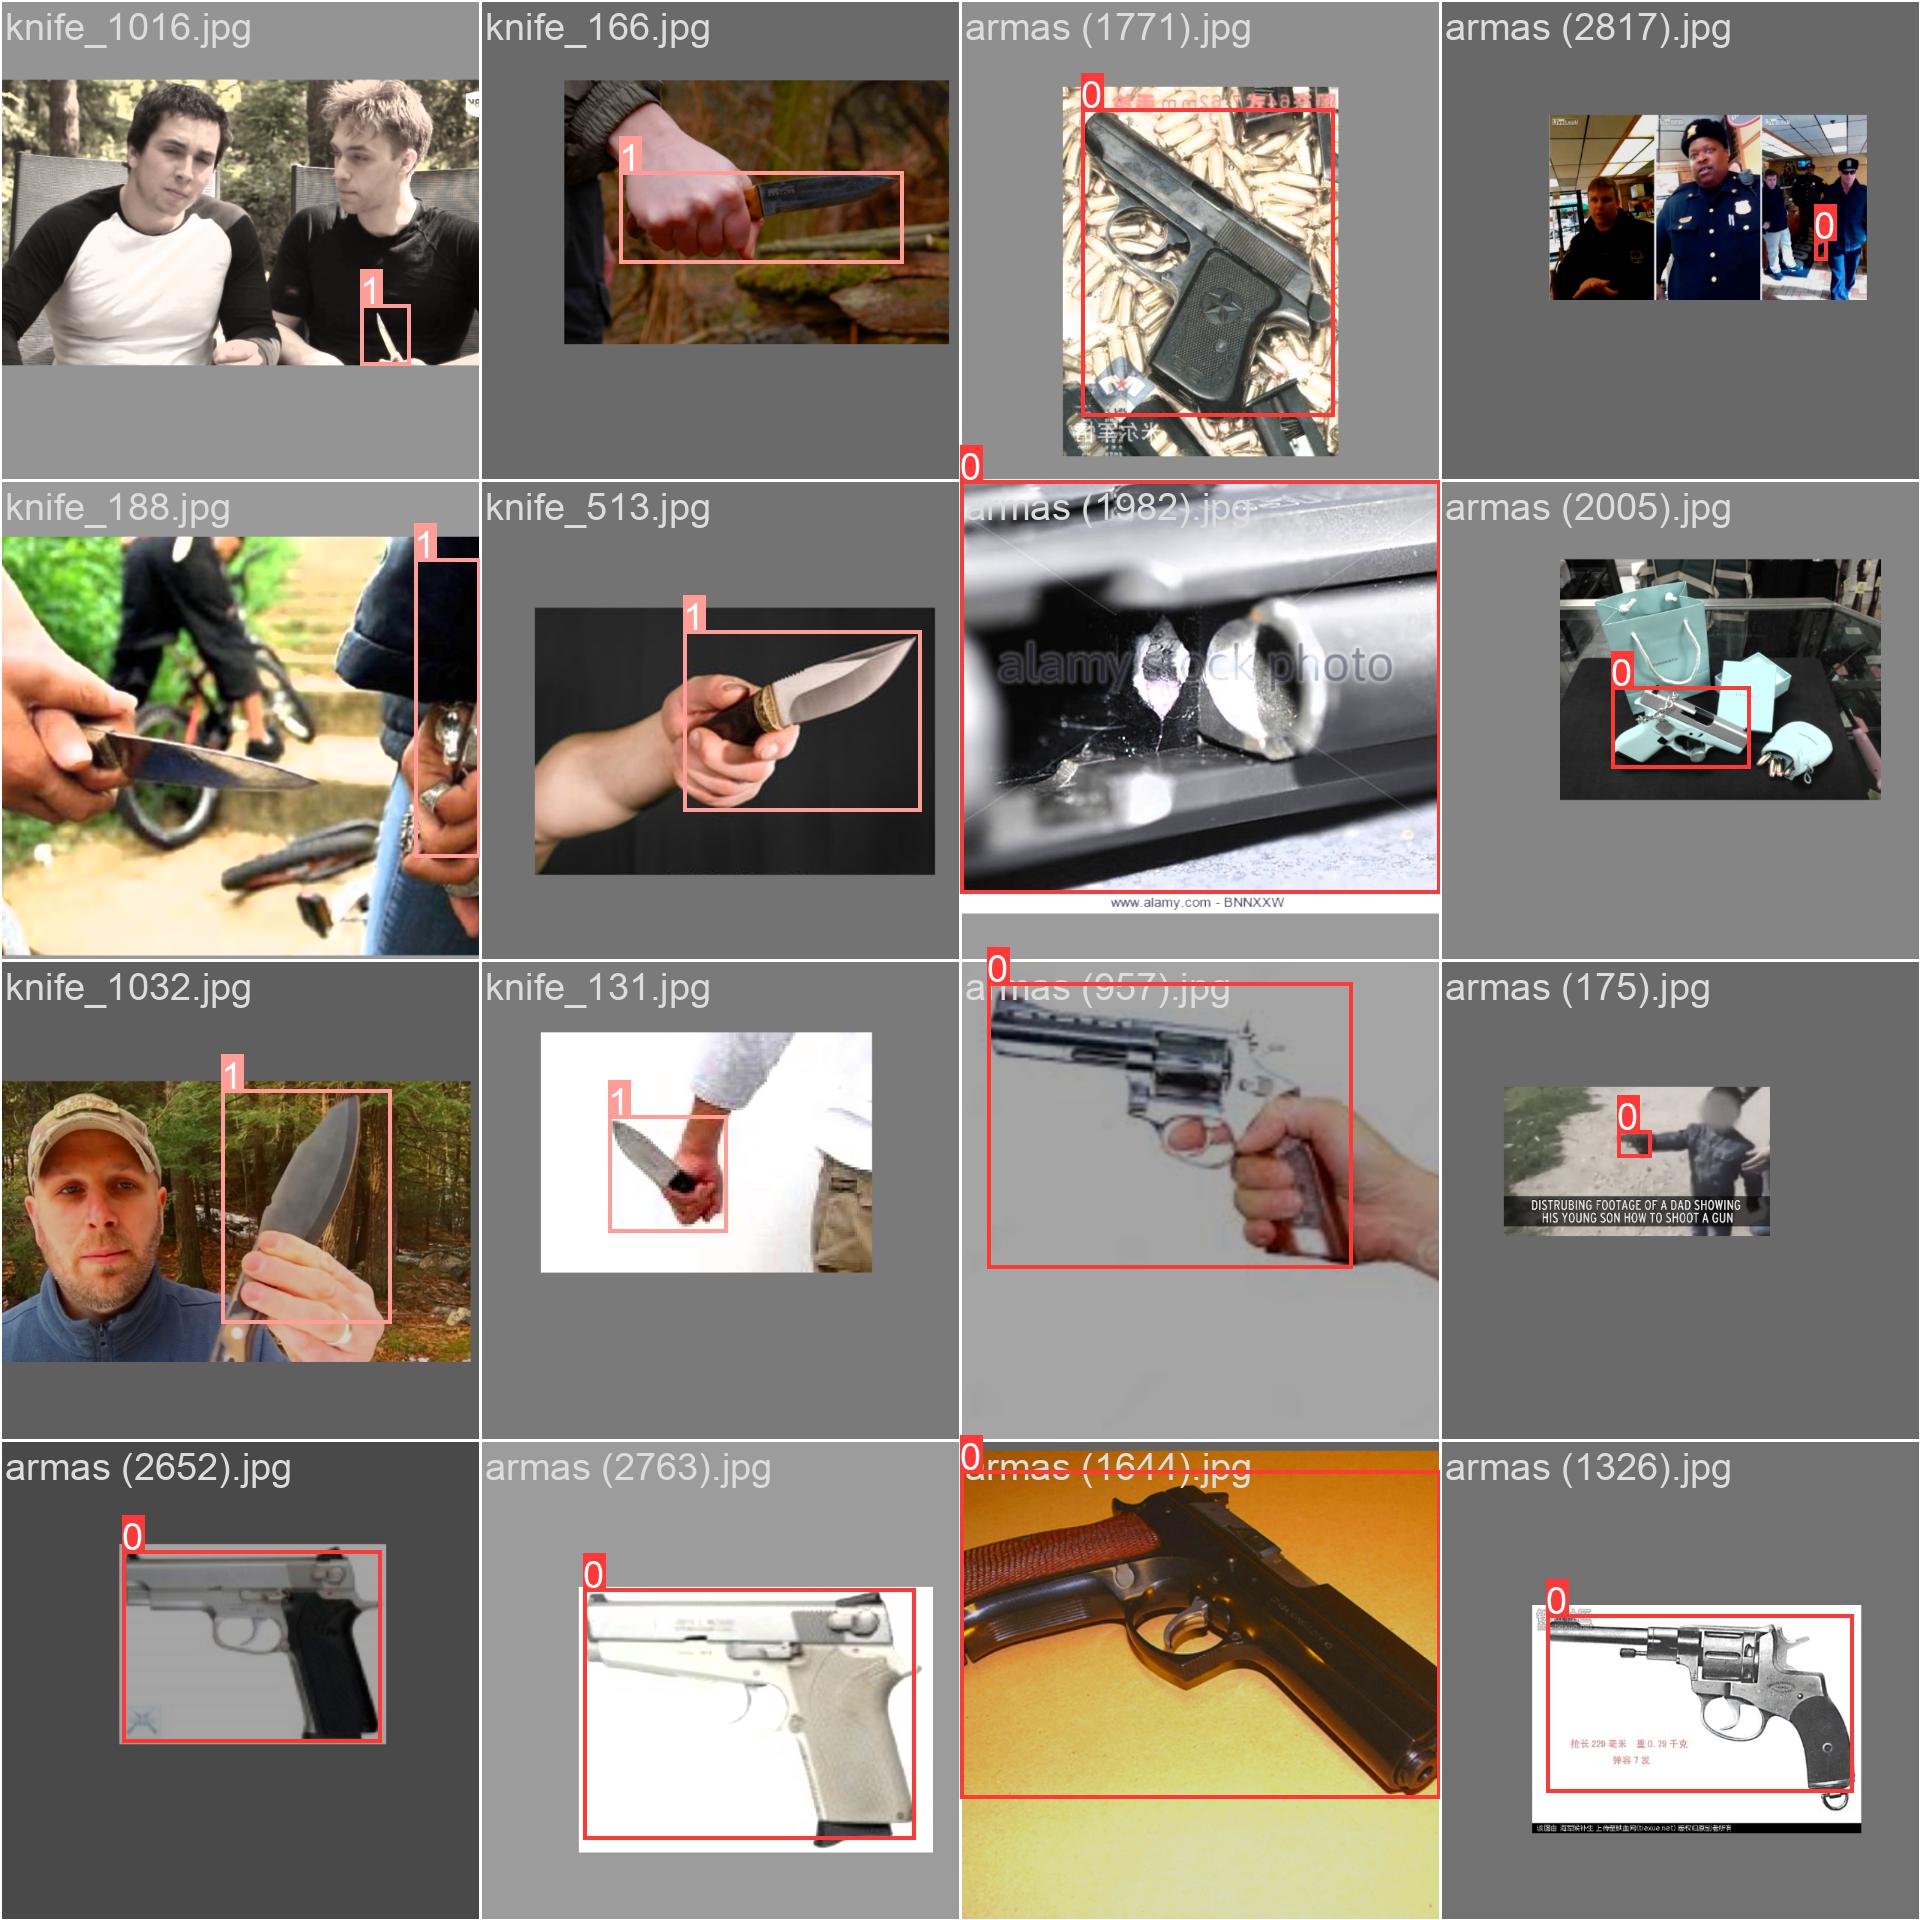 knife_1016.jpg
knife_166.jpg
armas (1771).jpg
armas (2817).jpg
1
1
0
0
knife_188.jpg
knife_513.jpg
armas (1982).jpg
armas (2005).jpg
1
1
0
0
alamy stock photo
www.alamy.com - BNNXXW
knife_1032.jpg
knife_131.jpg
armas (957).jpg
armas (175).jpg
1
1
0
0
DISTRUBING FOOTAGE OF A DAD SHOWING
HIS YOUNG SON HOW TO SHOOT A GUN
armas (2652).jpg
armas (2763).jpg
armas (1644).jpg
armas (1326).jpg
0
0
0
0
枪长 229 毫米 重 0.79 千克
弹容 7 发